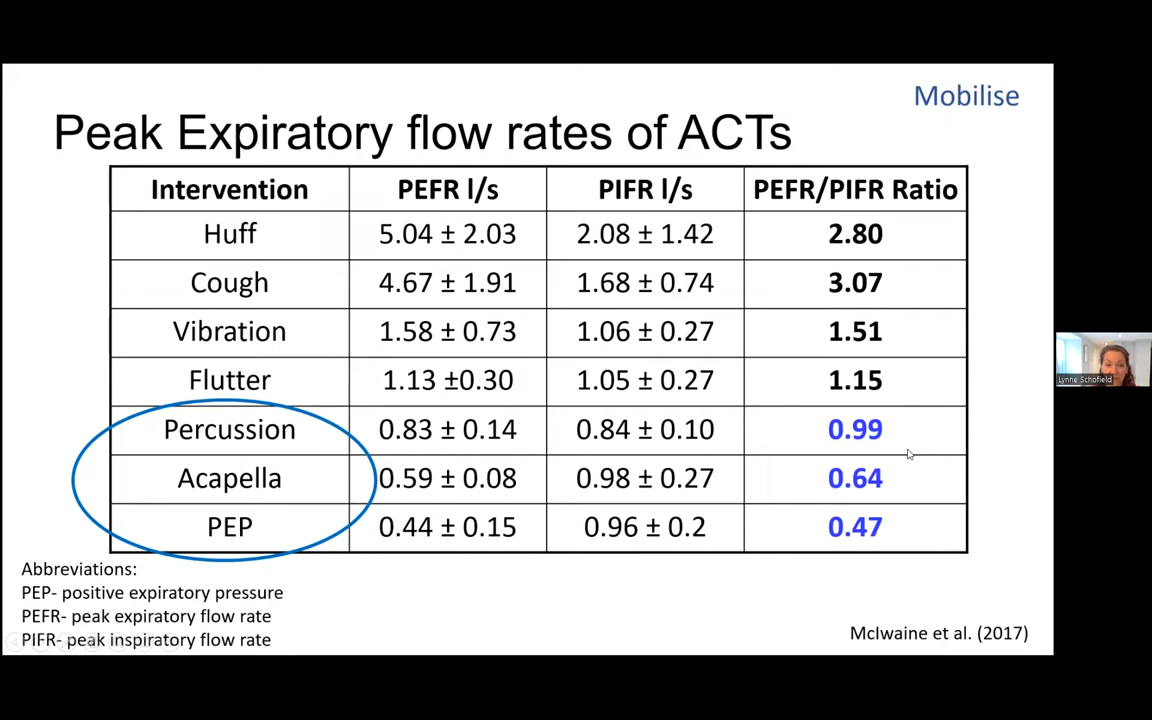 Mobilise
Peak Expiratory flow rates of ACTs
Intervention PEFR l/s PIFR l/s PEFR/PIFR Ratio
Huff 5.04 ± 2.03 2.08 ± 1.42 2.80
Cough 4.67 ± 1.91 1.68 ± 0.74 3.07
Vibration 1.58 ± 0.73 1.06 ± 0.27 1.51
Flutter 1.13 ±0.30 1.05 ± 0.27 1.15
Percussion 0.83 ± 0.14 0.84 ± 0.10 0.99
Acapella 0.59 ± 0.08 0.98 ± 0.27 0.64
PEP 0.44 ± 0.15 0.96 ± 0.2 0.47
Abbreviations:
PEP- positive expiratory pressure
PEFR- peak expiratory flow rate
PIFR- peak inspiratory flow rate
McIwaine et al. (2017)
Lynne Schofield